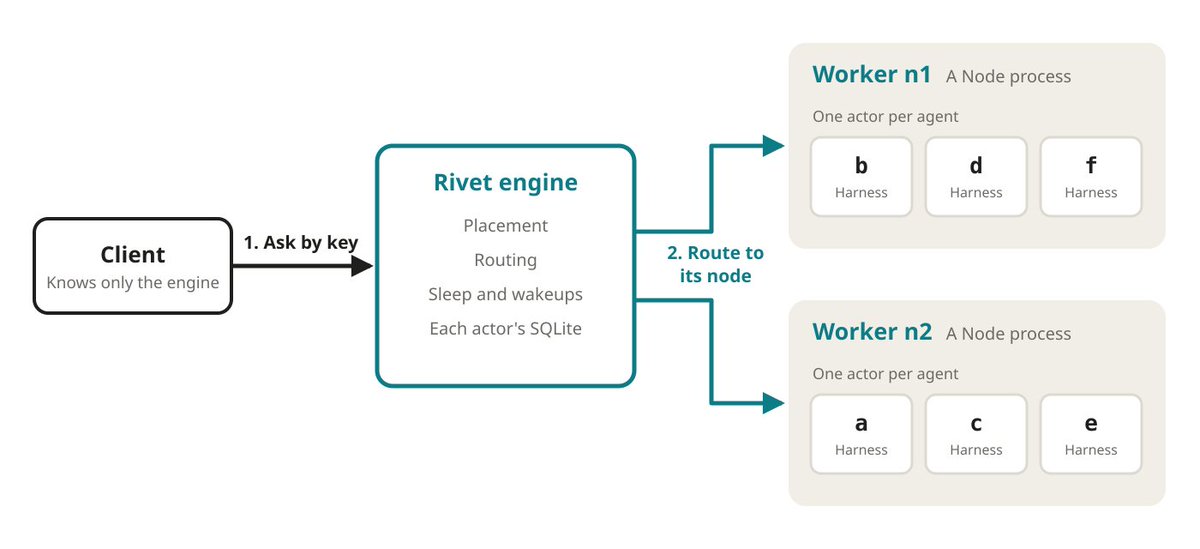 Client
Knows only the engine
1. Ask by key
Rivet engine
Placement
Routing
Sleep and wakeups
Each actor's SQLite
2. Route to
its node
Worker n1 A Node process
One actor per agent
b d f
Harness Harness Harness
Worker n2 A Node process
One actor per agent
a c e
Harness Harness Harness